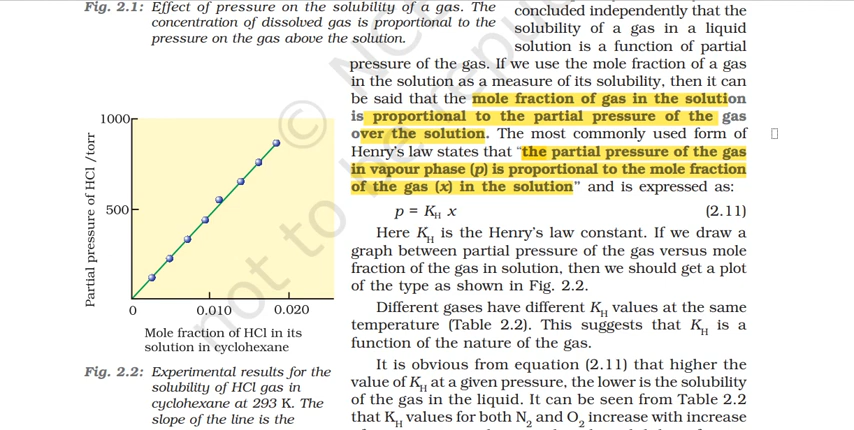 Fig. 2.1: Effect of pressure on the solubility of a gas. The
concentration of dissolved gas is proportional to the
pressure on the gas above the solution.
concluded independently that the
solubility of a gas in a liquid
solution is a function of partial
pressure of the gas. If we use the mole fraction of a gas
in the solution as a measure of its solubility, then it can
be said that the mole fraction of gas in the solution
is proportional to the partial pressure of the gas
over the solution. The most commonly used form of
Henry's law states that “the partial pressure of the gas
in vapour phase (p) is proportional to the mole fraction
of the gas (x) in the solution” and is expressed as:
p = KH x (2.11)
Here KH is the Henry's law constant. If we draw a
graph between partial pressure of the gas versus mole
fraction of the gas in solution, then we should get a plot
of the type as shown in Fig. 2.2.
Different gases have different KH values at the same
temperature (Table 2.2). This suggests that KH is a
function of the nature of the gas.
It is obvious from equation (2.11) that higher the
value of KH at a given pressure, the lower is the solubility
of the gas in the liquid. It can be seen from Table 2.2
that KH values for both N2 and O2 increase with increase
1000
500
Partial pressure of HCl /torr
0 0.010 0.020
Mole fraction of HCl in its
solution in cyclohexane
Fig. 2.2: Experimental results for the
solubility of HCl gas in
cyclohexane at 293 K. The
slope of the line is the
not to be